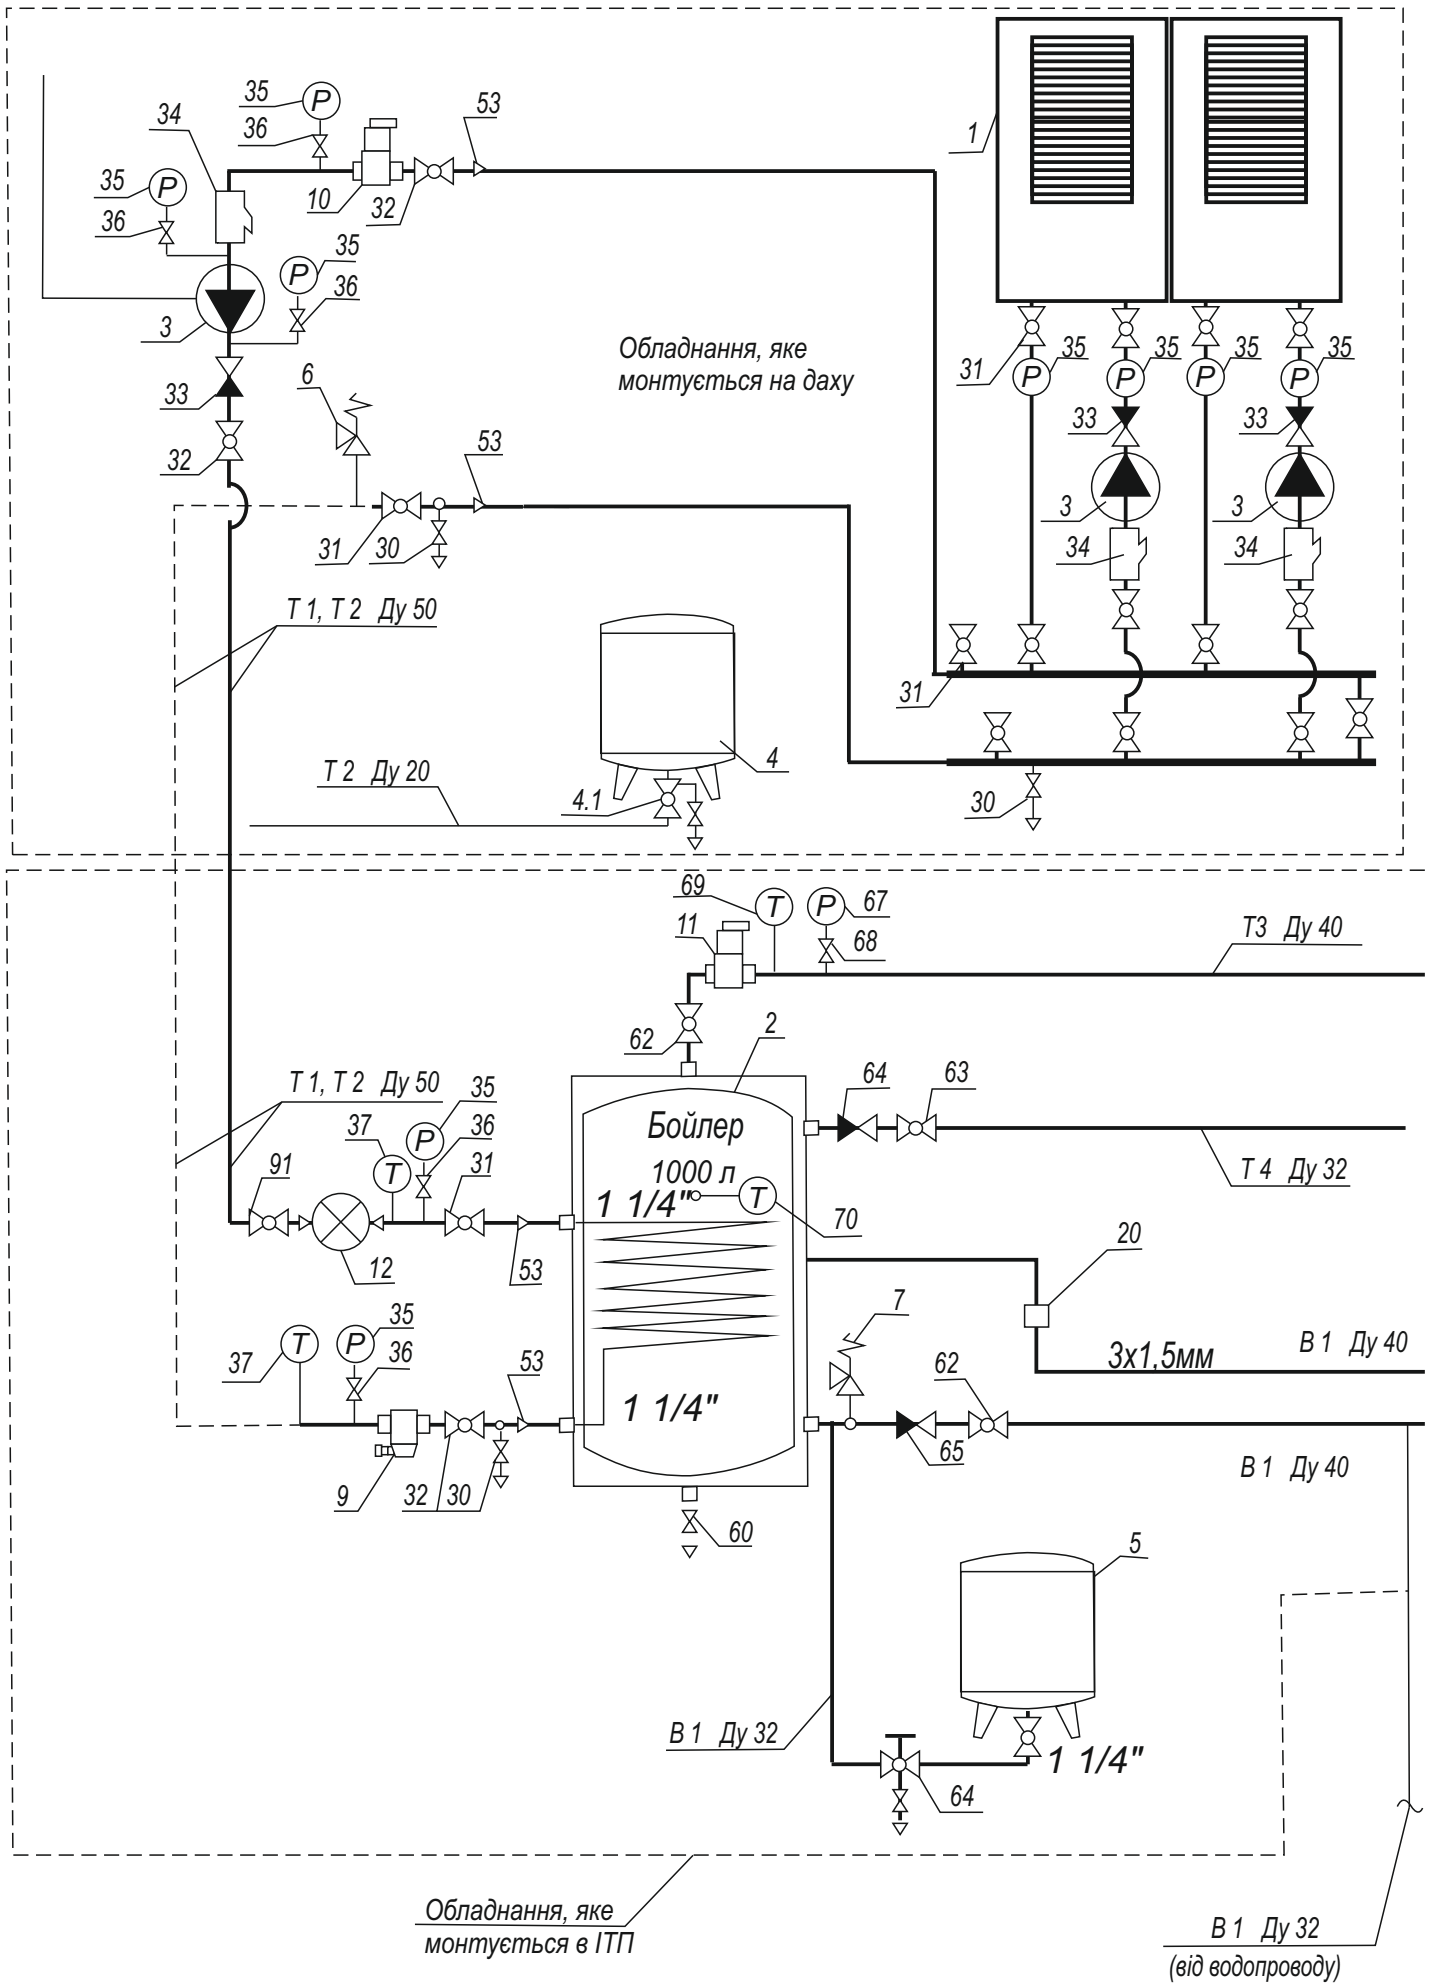 35
P
36
34
53
1
35
P
36
10
32
35
P
36
3
33
32
6
Обладнання, яке
монтується на даху
53
31
30
31
35
P
35
P
35
P
35
P
33
33
3
3
34
34
31
30
Т 1, Т 2 Ду 50
Т 2 Ду 20
4
4.1
69
T
P
67
11
68
Т3 Ду 40
62
2
64
63
Т 4 Ду 32
Т 1, Т 2 Ду 50
35
P
36
37
T
31
91
12
53
Бойлер
1000 л
1 1/4"
T
70
20
3х1,5мм
В 1 Ду 40
7
62
65
В 1 Ду 40
35
P
36
T
37
53
9
32
30
1 1/4"
60
5
В 1 Ду 32
1 1/4"
64
Обладнання, яке
монтується в ІТП
В 1 Ду 32
(від водопроводу)